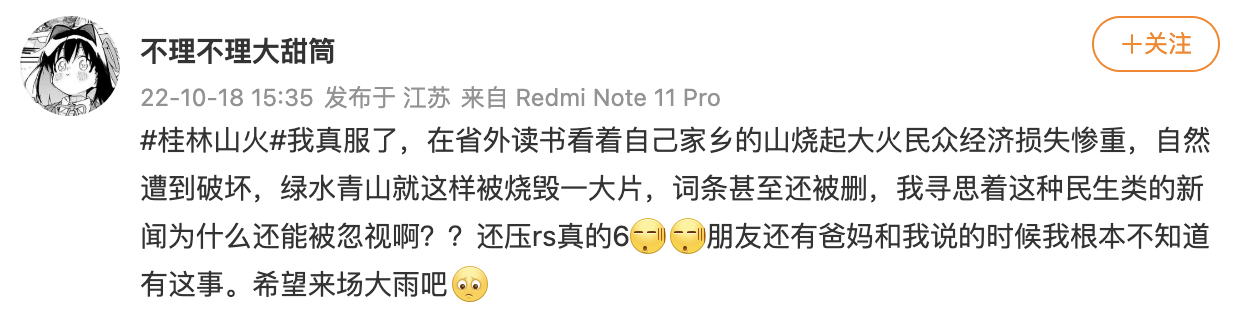 不理不理大甜筒
＋关注
22-10-18 15:35 发布于 江苏 来自 Redmi Note 11 Pro
#桂林山火#我真服了，在省外读书看着自己家乡的山烧起大火民众经济损失惨重，自然
遭到破坏，绿水青山就这样被烧毁一大片，词条甚至还被删，我寻思着这种民生类的新
闻为什么还能被忽视啊？？还压rs真的6朋友还有爸妈和我说的时候我根本不知道
有这事。希望来场大雨吧